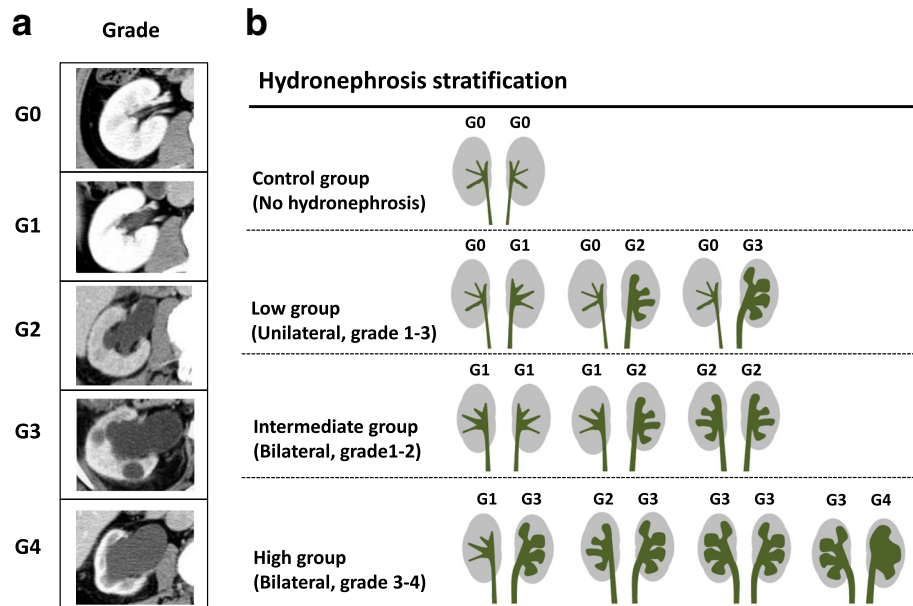 a
Grade
G0
G1
G2
G3
G4
b
Hydronephrosis stratification
G0 G0
Control group
(No hydronephrosis)
G0 G1 G0 G2 G0 G3
Low group
(Unilateral, grade 1-3)
G1 G1 G1 G2 G2 G2
Intermediate group
(Bilateral, grade1-2)
G1 G3 G2 G3 G3 G3 G3 G4
High group
(Bilateral, grade 3-4)